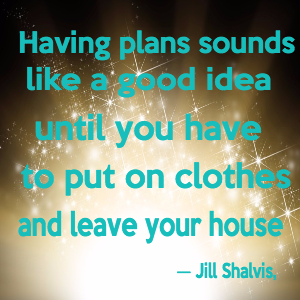 Having plans sounds
like a good idea
until you have
to put on clothes
and leave your house
— Jill Shalvis,